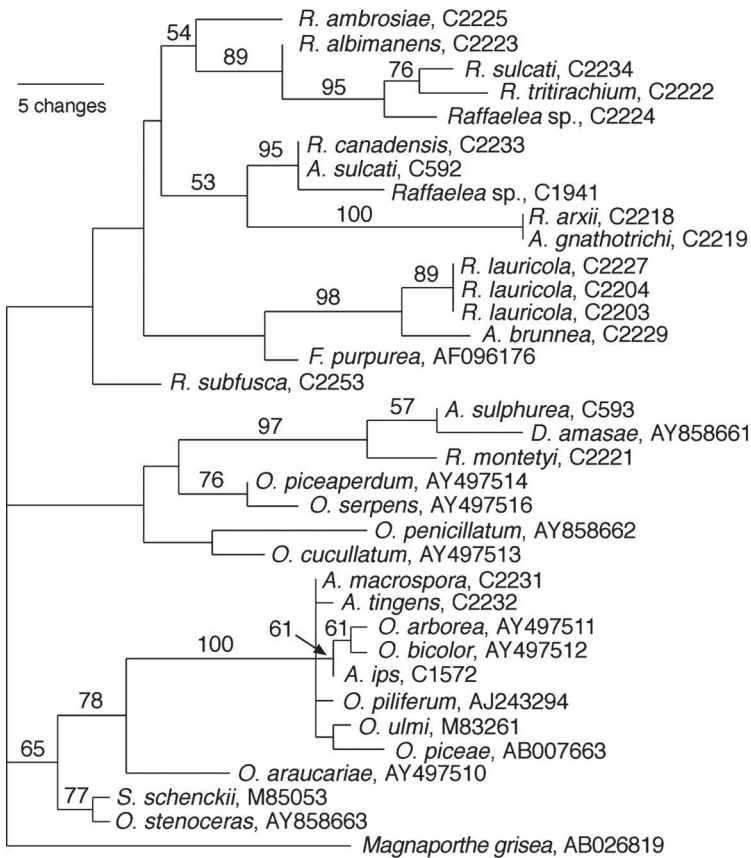 54
R. ambrosiae, C2225
R. albimanens, C2223
89
76
R. sulcati, C2234
95
R. tritirachium, C2222
5 changes
Raffaelea sp., C2224
95
R. canadensis, C2233
A. sulcati, C592
53
Raffaelea sp., C1941
100
R. arxii, C2218
A. gnathotrichi, C2219
89
R. lauricola, C2227
R. lauricola, C2204
98
R. lauricola, C2203
A. brunnea, C2229
F. purpurea, AF096176
R. subfusca, C2253
57
A. sulphurea, C593
97
D. amasae, AY858661
R. montetyi, C2221
76
O. piceaperdum, AY497514
O. serpens, AY497516
O. penicillatum, AY858662
O. cucullatum, AY497513
A. macrospora, C2231
A. tingens, C2232
61
61
O. arborea, AY497511
100
O. bicolor, AY497512
A. ips, C1572
78
O. piliferum, AJ243294
O. ulmi, M83261
65
O. piceae, AB007663
O. araucariae, AY497510
77
S. schenckii, M85053
O. stenoceras, AY858663
Magnaporthe grisea, AB026819